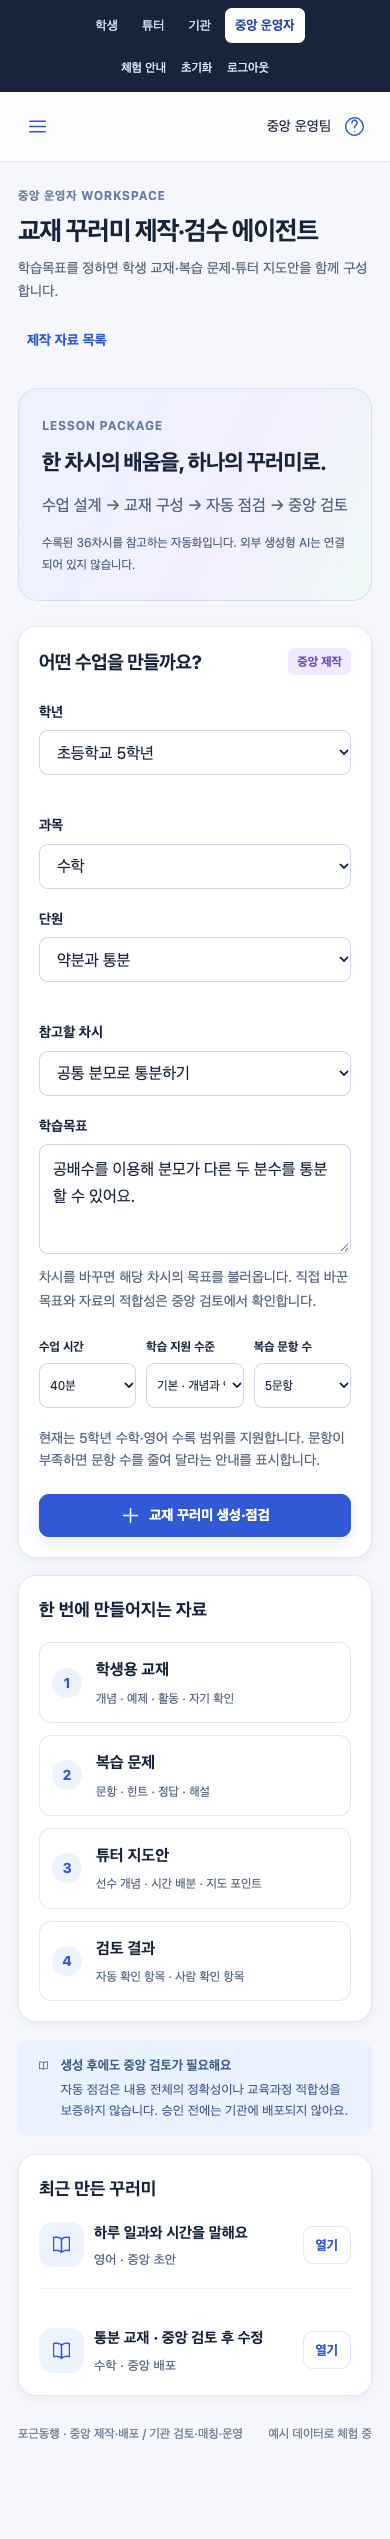 학생 튜터 기관 중앙 운영자
체험 안내 초기화 로그아웃
중앙 운영팀
중앙 운영자 WORKSPACE
교재 꾸러미 제작·검수 에이전트
학습목표를 정하면 학생 교재·복습 문제·튜터 지도안을 함께 구성
합니다.
제작 자료 목록
LESSON PACKAGE
한 차시의 배움을, 하나의 꾸러미로.
수업 설계 → 교재 구성 → 자동 점검 → 중앙 검토
수록된 36차시를 참고하는 자동화입니다. 외부 생성형 AI는 연결
되어 있지 않습니다.
어떤 수업을 만들까요? 중앙 제작
학년
초등학교 5학년
과목
수학
단원
약분과 통분
참고할 차시
공통 분모로 통분하기
학습목표
공배수를 이용해 분모가 다른 두 분수를 통분
할 수 있어요.
차시를 바꾸면 해당 차시의 목표를 불러옵니다. 직접 바꾼
목표와 자료의 적합성은 중앙 검토에서 확인합니다.
수업 시간 학습 지원 수준 복습 문항 수
40분 기본 · 개념과 5문항
현재는 5학년 수학·영어 수록 범위를 지원합니다. 문항이
부족하면 문항 수를 줄여 달라는 안내를 표시합니다.
교재 꾸러미 생성·점검
한 번에 만들어지는 자료
1 학생용 교재
개념 · 예제 · 활동 · 자기 확인
2 복습 문제
문항 · 힌트 · 정답 · 해설
3 튜터 지도안
선수 개념 · 시간 배분 · 지도 포인트
4 검토 결과
자동 확인 항목 · 사람 확인 항목
생성 후에도 중앙 검토가 필요해요
자동 점검은 내용 전체의 정확성이나 교육과정 적합성을
보증하지 않습니다. 승인 전에는 기관에 배포되지 않아요.
최근 만든 꾸러미
하루 일과와 시간을 말해요
영어 · 중앙 초안
열기
통분 교재 · 중앙 검토 후 수정
수학 · 중앙 배포
열기
포근동행 · 중앙 제작·배포 / 기관 검토·매칭·운영 예시 데이터로 체험 중